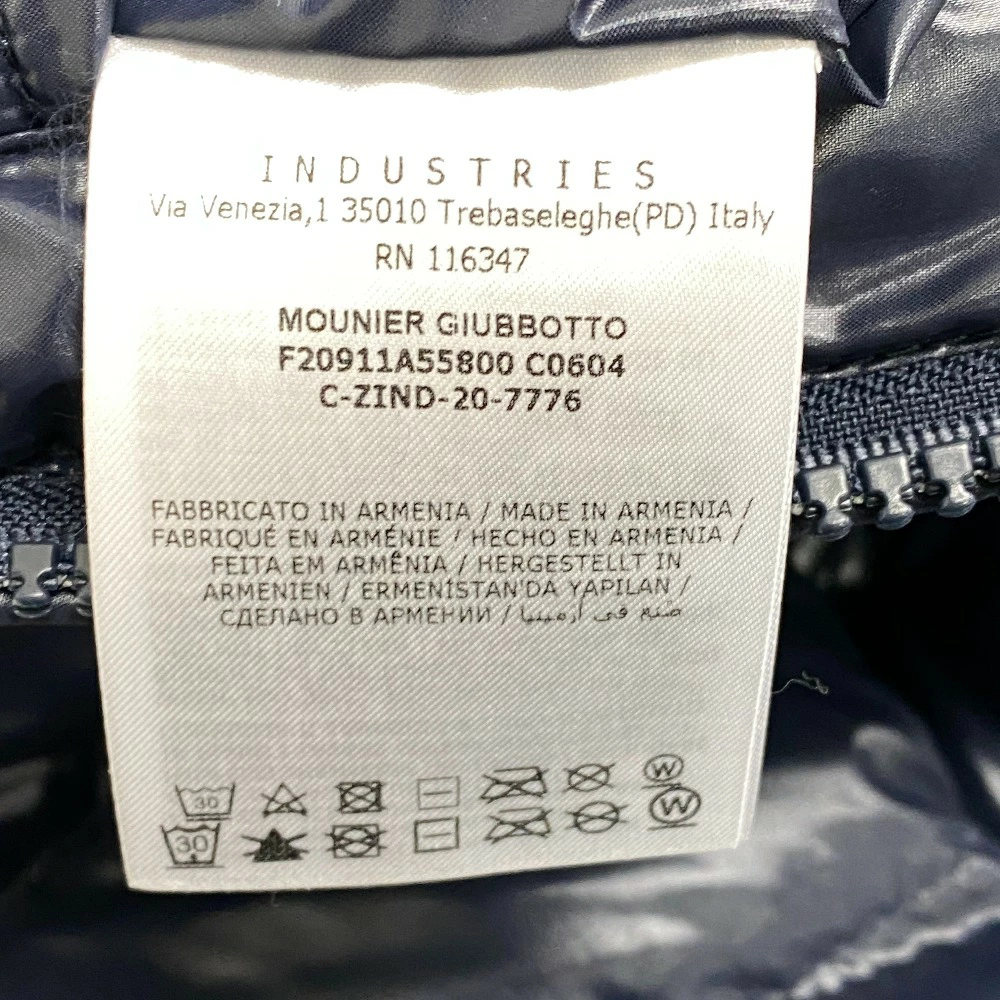 INDUSTRIES
Via Venezia,1 35010 Trebaseleghe(PD) Italy
RN 116347
MOUNIER GIUBBOTTO
F20911A55800 C0604
C-ZIND-20-7776
FABBRICATO IN ARMENIA / MADE IN ARMENIA /
FABRIQUÉ EN ARMÉNIE / HECHO EN ARMENIA /
FEITA EM ARMÊNIA / HERGESTELLT IN
ARMENIEN / ERMENİSTAN'DA YAPILAN /
СДЕЛАНО В АРМЕНИИ / صنع في أرمينيا
30 W
30 W